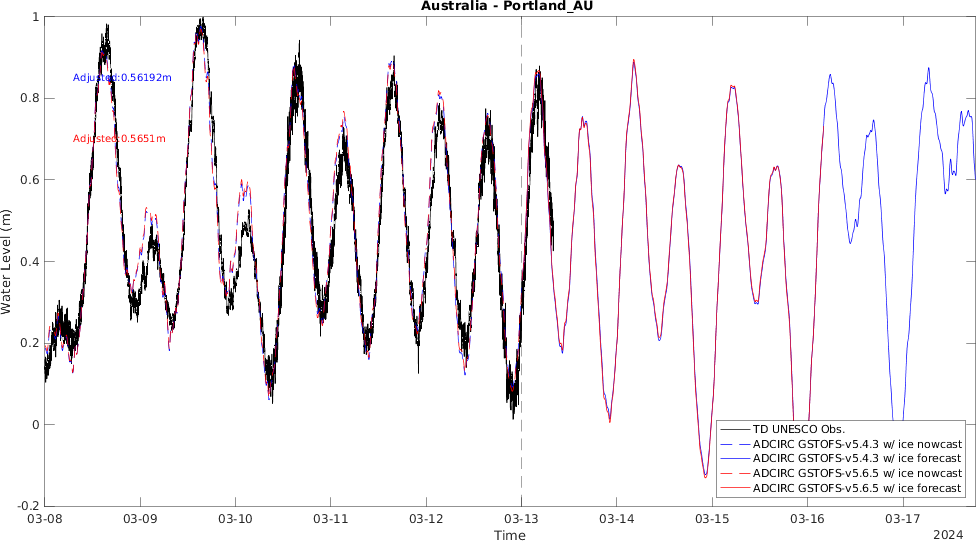 Australia - Portland_AU
1
Adjusted:0.56192m
0.8
Adjusted:0.5651m
0.6
Water Level (m)
0.4
0.2
0
TD UNESCO Obs.
ADCIRC GSTOFS-v5.4.3 w/ ice nowcast
ADCIRC GSTOFS-v5.4.3 w/ ice forecast
ADCIRC GSTOFS-v5.6.5 w/ ice nowcast
ADCIRC GSTOFS-v5.6.5 w/ ice forecast
-0.2
03-08 03-09 03-10 03-11 03-12 03-13 03-14 03-15 03-16 03-17
Time
2024